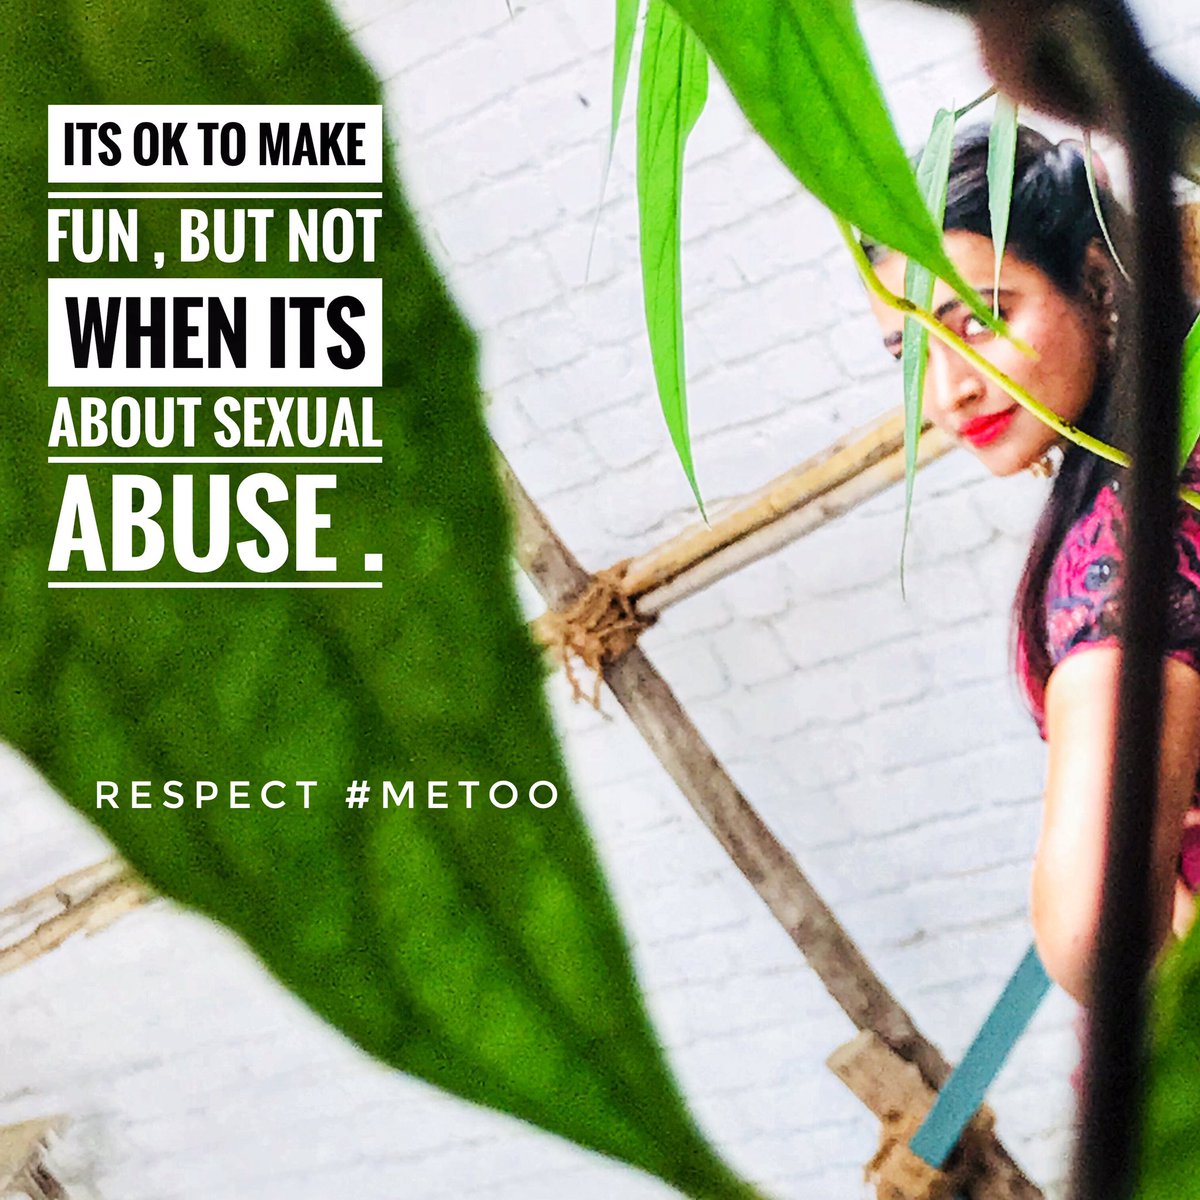 ITS OK TO MAKE
FUN , BUT NOT
WHEN ITS
ABOUT SEXUAL
ABUSE .
RESPECT #METOO